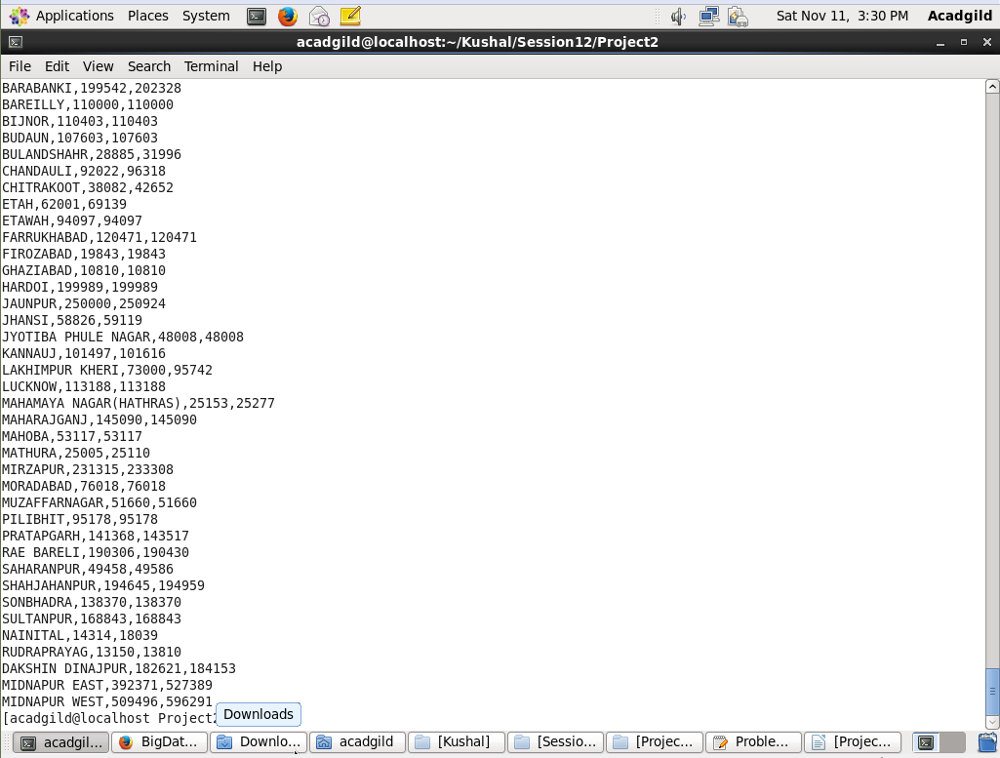 Applications Places System Sat Nov 11, 3:30 PM Acadgild
acadgild@localhost:~/Kushal/Session12/Project2
File Edit View Search Terminal Help
BARABANKI,199542,202328
BAREILLY,110000,110000
BIJNOR,110403,110403
BUDAUN,107603,107603
BULANDSHAHR,28885,31996
CHANDAULI,92022,96318
CHITRAKOOT,38082,42652
ETAH,62001,69139
ETAWAH,94097,94097
FARRUKHABAD,120471,120471
FIROZABAD,19843,19843
GHAZIABAD,10810,10810
HARDOI,199989,199989
JAUNPUR,250000,250924
JHANSI,58826,59119
JYOTIBA PHULE NAGAR,48008,48008
KANNAUJ,101497,101616
LAKHIMPUR KHERI,73000,95742
LUCKNOW,113188,113188
MAHAMAYA NAGAR(HATHRAS),25153,25277
MAHARAJGANJ,145090,145090
MAHOBA,53117,53117
MATHURA,25005,25110
MIRZAPUR,231315,233308
MORADABAD,76018,76018
MUZAFFARNAGAR,51660,51660
PILIBHIT,95178,95178
PRATAPGARH,141368,143517
RAE BARELI,190306,190430
SAHARANPUR,49458,49586
SHAHJAHANPUR,194645,194959
SONBHADRA,138370,138370
SULTANPUR,168843,168843
NAINITAL,14314,18039
RUDRAPRAYAG,13150,13810
DAKSHIN DINAJPUR,182621,184153
MIDNAPUR EAST,392371,527389
MIDNAPUR WEST,509496,596291
[acadgild@localhost Project2
Downloads
acadgil... BigDat... Downlo... acadgild [Kushal] [Sessio... [Projec... Proble... [Projec...